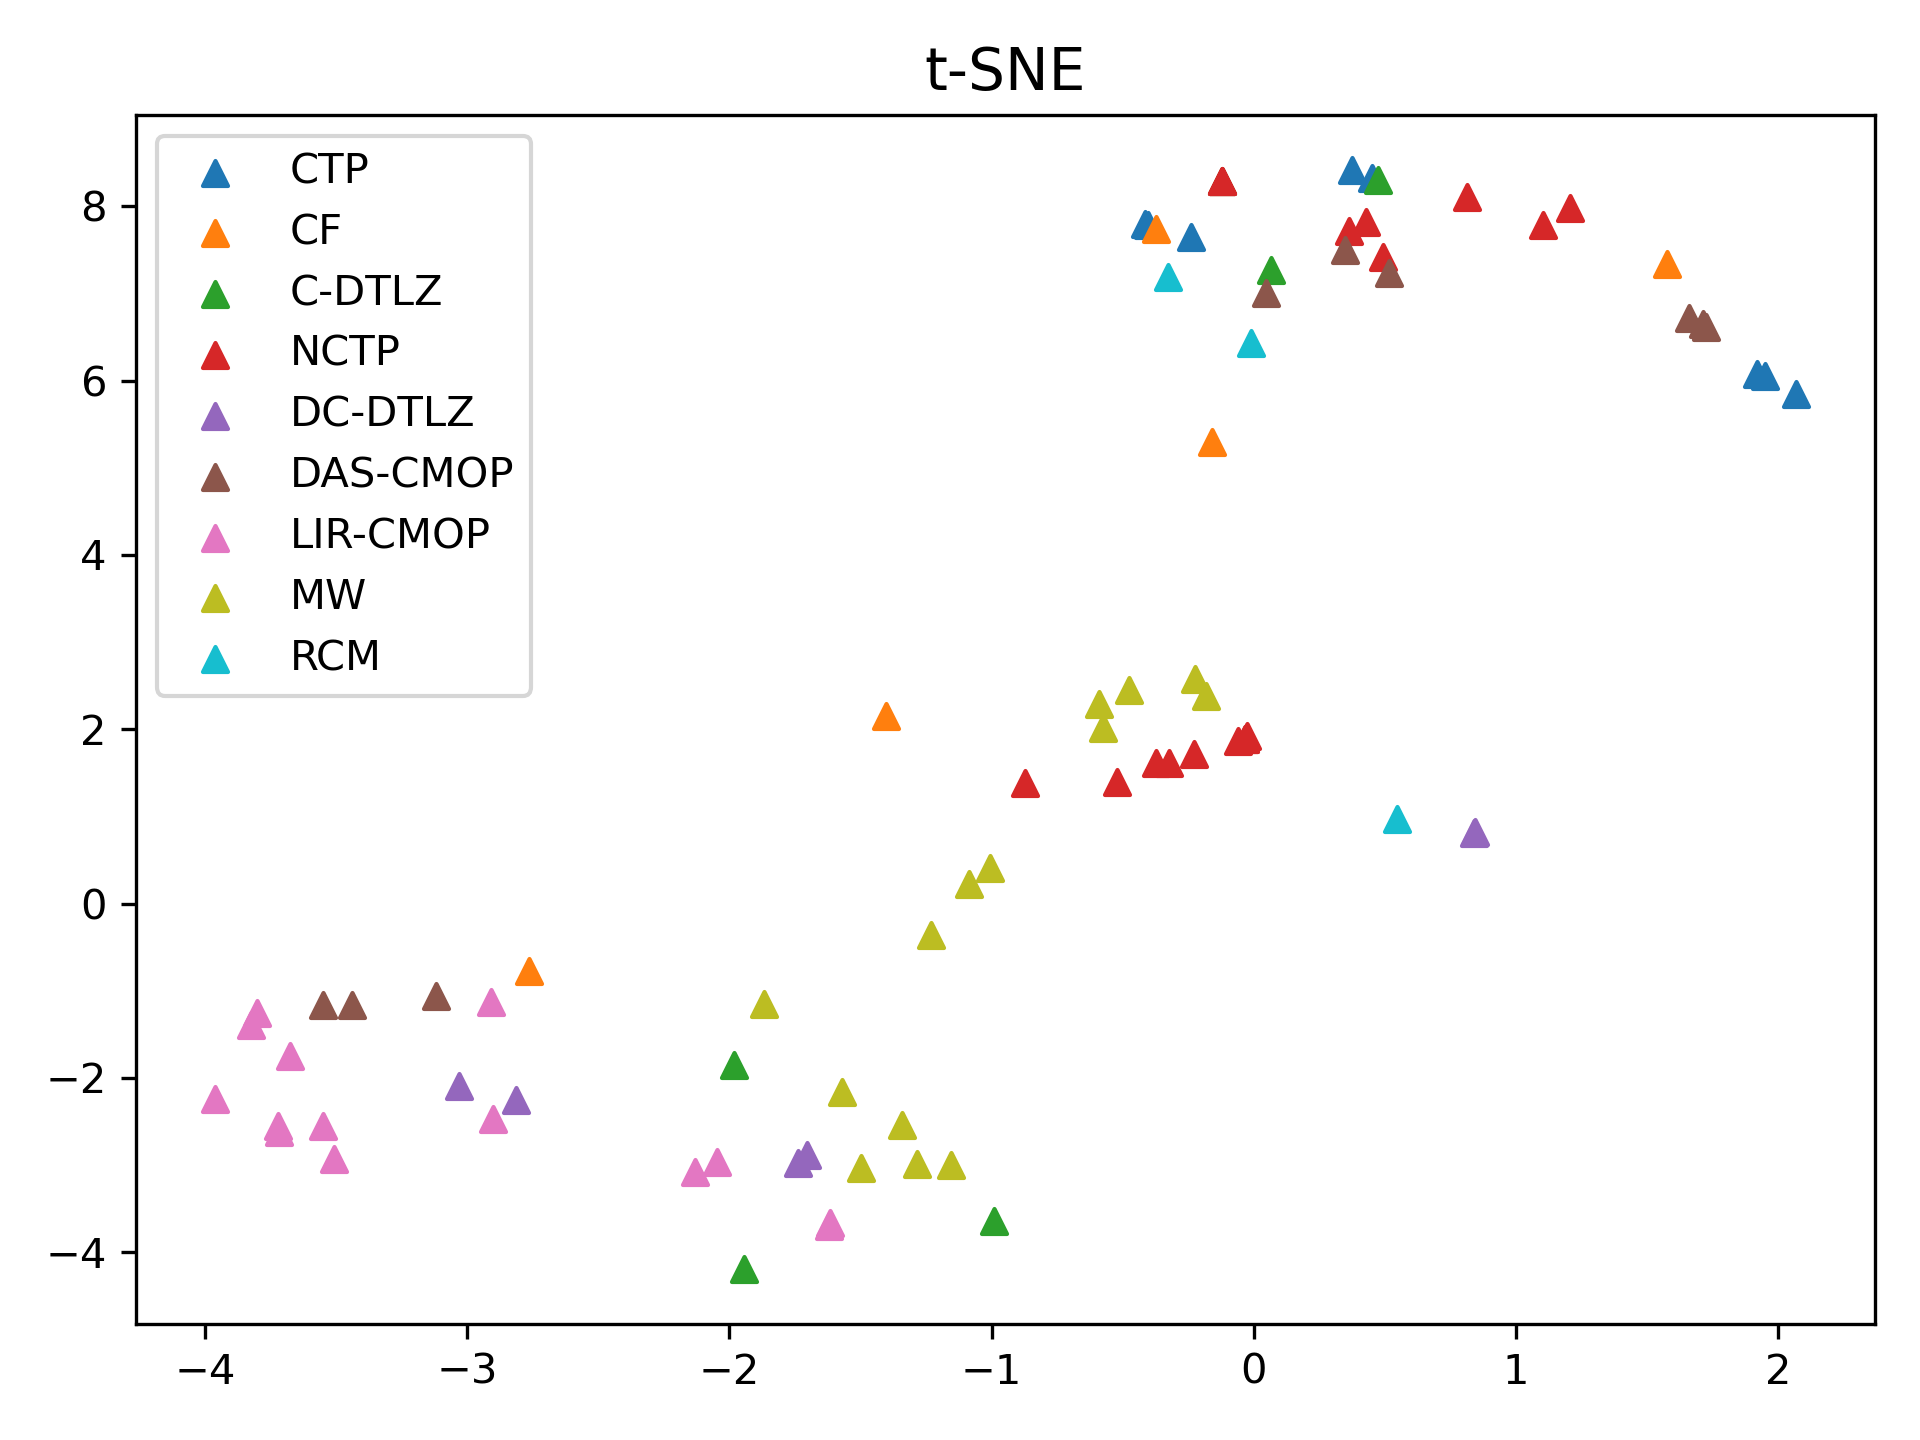 t-SNE
CTP
CF
C-DTLZ
NCTP
DC-DTLZ
DAS-CMOP
LIR-CMOP
MW
RCM
8
6
4
2
0
−2
−4
−4 −3 −2 −1 0 1 2